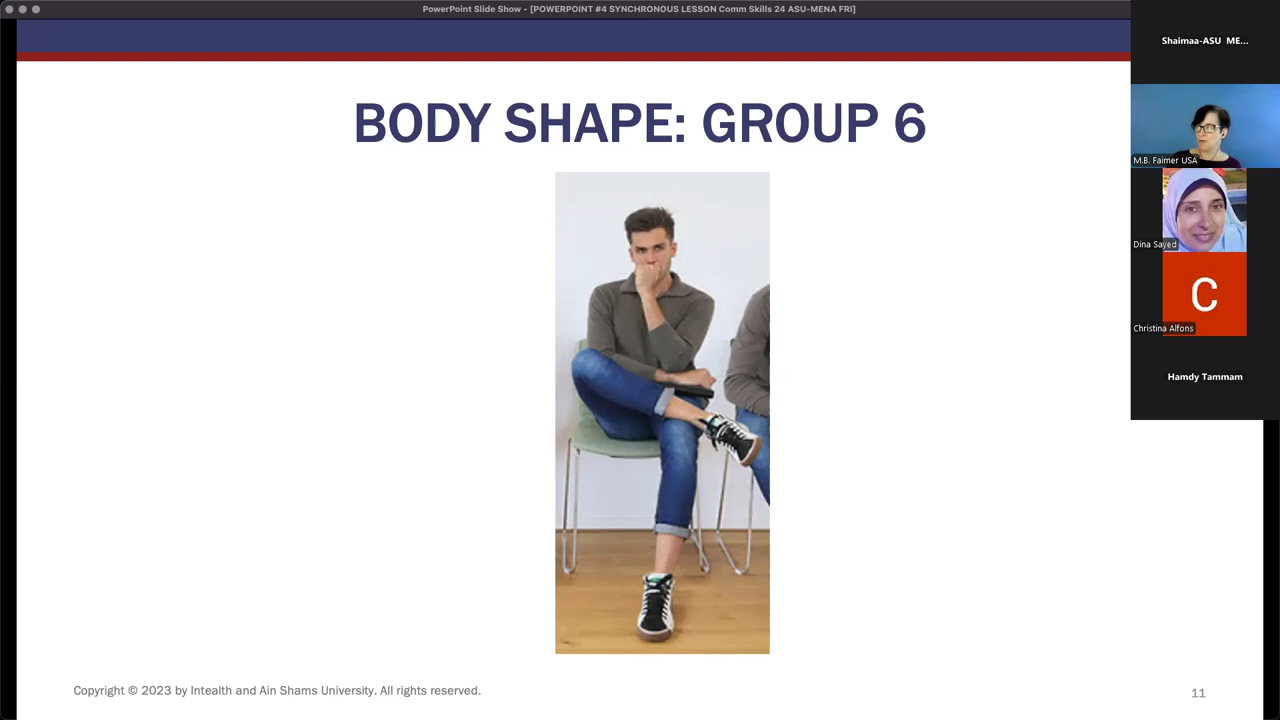 PowerPoint Slide Show - [POWERPOINT #4 SYNCHRONOUS LESSON Comm Skills 24 ASU-MENA FRI]
Shaimaa-ASU ME...
BODY SHAPE: GROUP 6
M.B. Faimer USA
Dina Sayed
C
Christina Alfons
Hamdy Tammam
Copyright © 2023 by Intealth and Ain Shams University. All rights reserved.
11